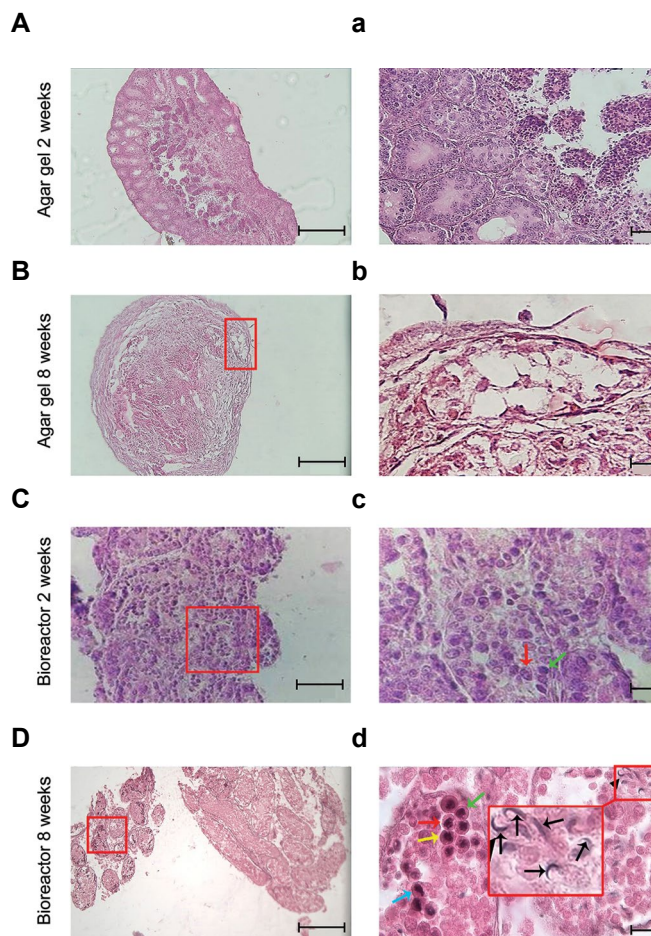 A a
Agar gel 2 weeks
B b
Agar gel 8 weeks
C c
Bioreactor 2 weeks
D d
Bioreactor 8 weeks